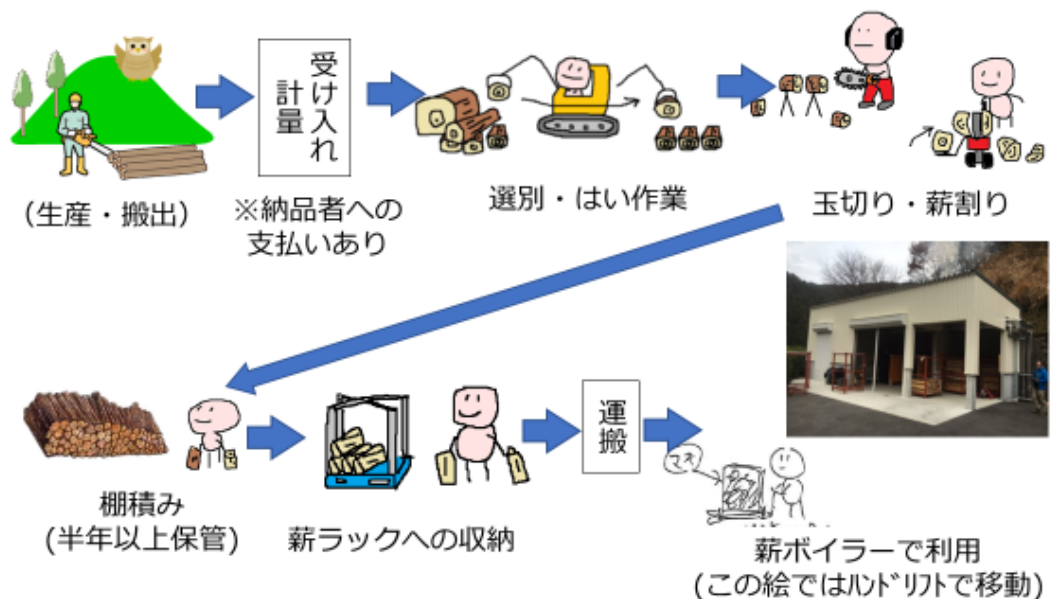 (生産・搬出)
受け入れ
計量
※納品者への
支払いあり
選別・はい作業
玉切り・薪割り
棚積み
(半年以上保管)
薪ラックへの収納
運搬
薪ボイラーで利用
(この絵ではﾊﾝﾄﾞﾘﾌﾄで移動)